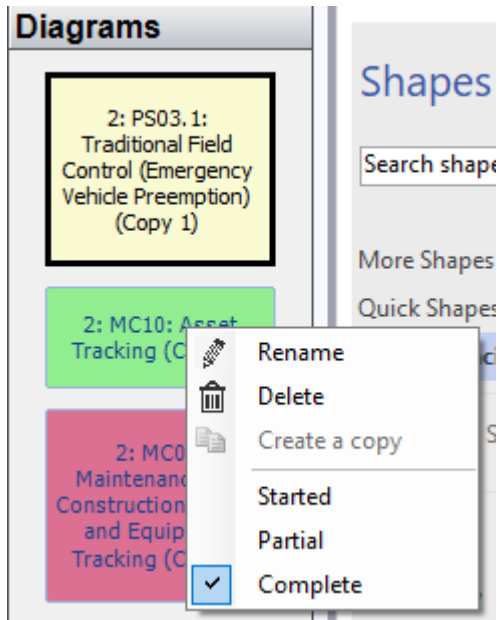 Diagrams
2: PS03.1:
Traditional Field
Control (Emergency
Vehicle Preemption)
(Copy 1)
2: MC10: Asset
Tracking (C
2: MC0
Maintenanc
Construction
and Equip
Tracking (C
Rename
Delete
Create a copy
Started
Partial
Complete
Shapes
Search shape
More Shapes
Quick Shapes
S